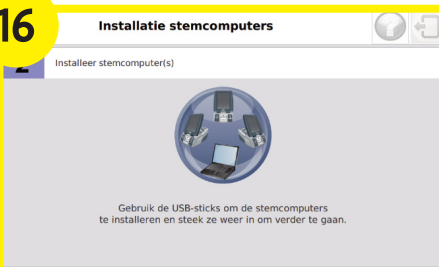 16
Installatie stemcomputers
2
Installeer stemcomputer(s)
Gebruik de USB-sticks om de stemcomputers
te installeren en steek ze weer in om verder te gaan.